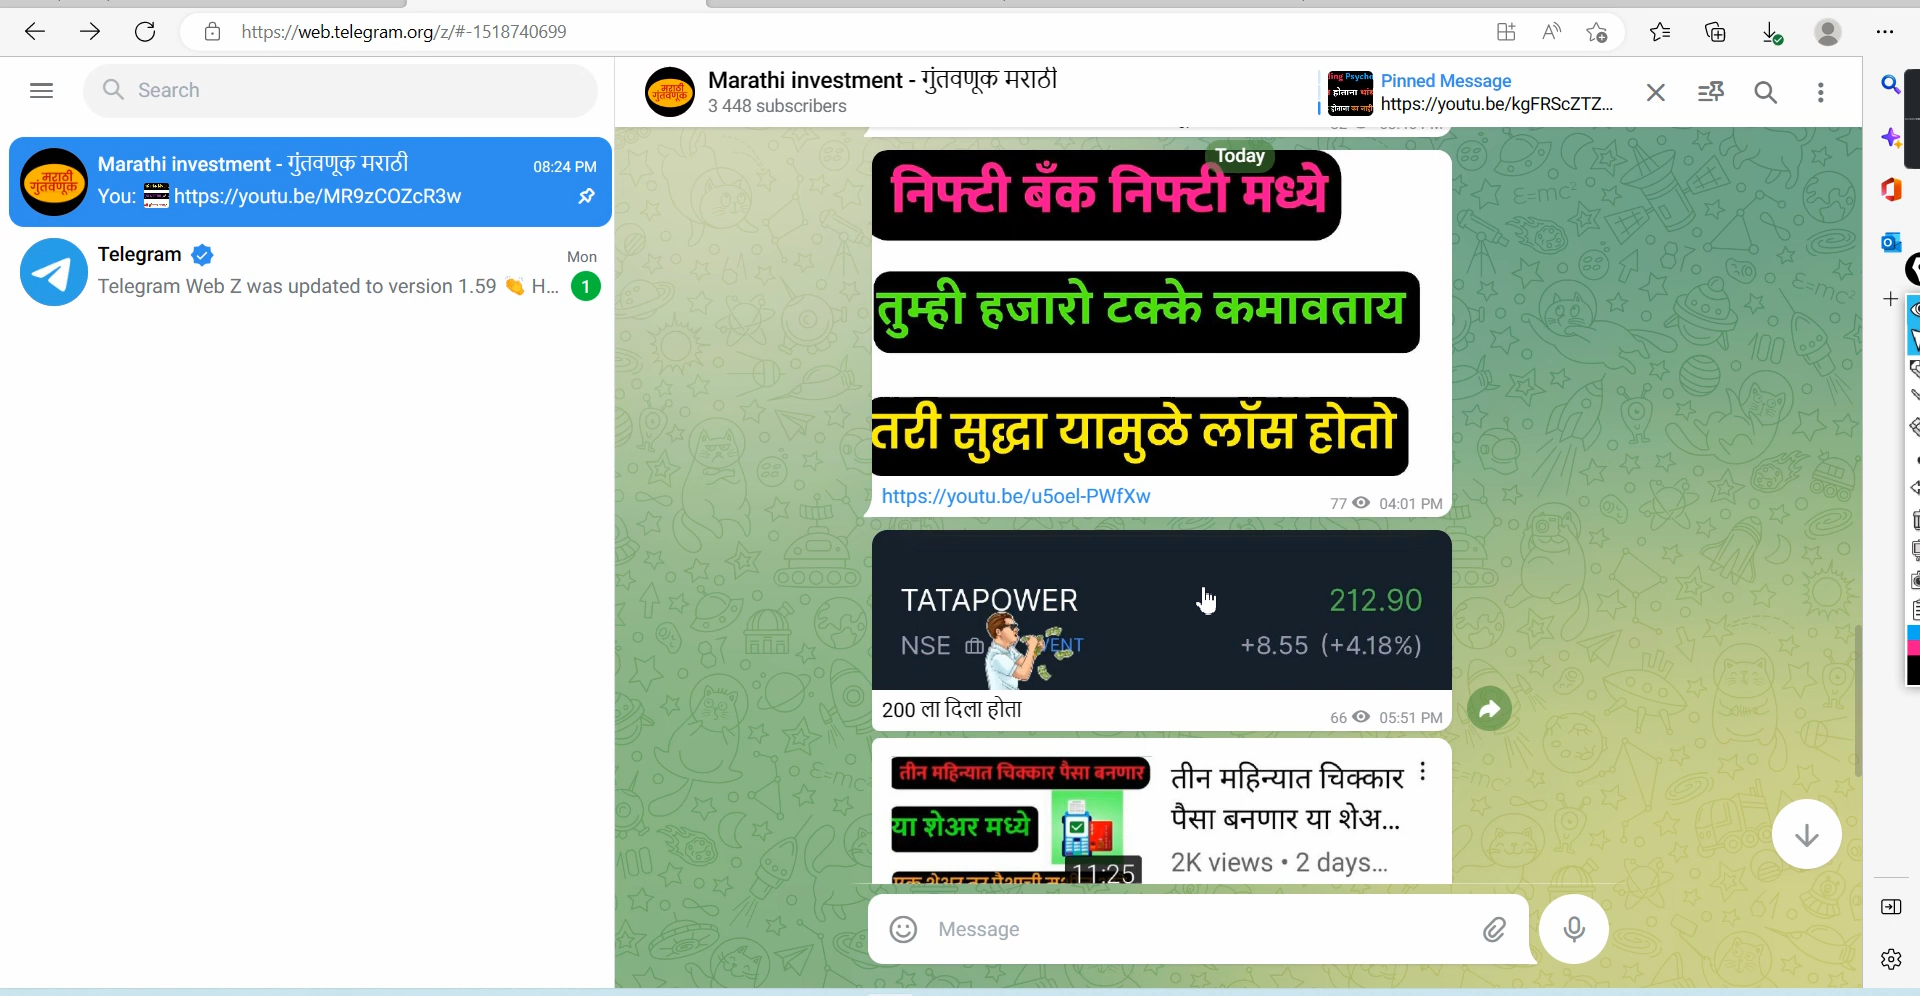 https://web.telegram.org/z/#-1518740699
Search
Marathi investment - गुंतवणूक मराठी
3 448 subscribers
Pinned Message
https://youtu.be/kgFRScZTZ...
मराठी
गुंतवणूक
Marathi investment - गुंतवणूक मराठी
08:24 PM
You: https://youtu.be/MR9zCOZcR3w
Telegram
Mon
Telegram Web Z was updated to version 1.59 👏 H...
1
Today
निफ्टी बँक निफ्टी मध्ये
तुम्ही हजारो टक्के कमावताय
तरी सुद्धा यामुळे लॉस होतो
https://youtu.be/u5oel-PWfXw
77 04:01 PM
TATAPOWER
212.90
NSE
VENT
+8.55 (+4.18%)
200 ला दिला होता
66 05:51 PM
तीन महिन्यात चिक्कार पैसा बनणार
या शेअर मध्ये
11:25
तीन महिन्यात चिक्कार
पैसा बनणार या शेअ...
2K views • 2 days...
Message